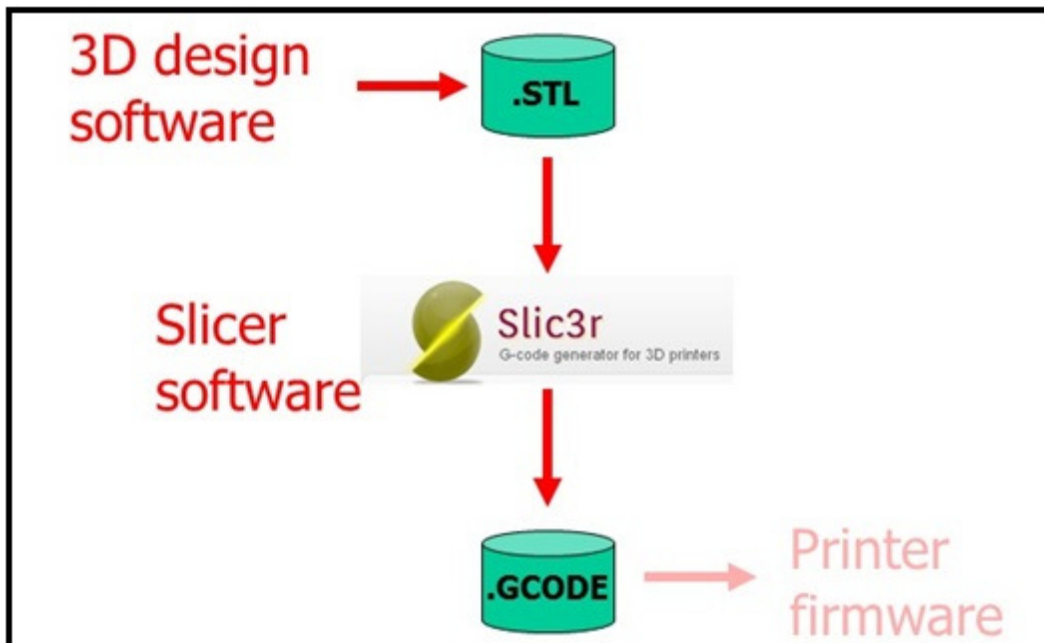 3D design
software
.STL
Slicer
software
Slic3r
G-code generator for 3D printers
.GCODE
Printer
firmware